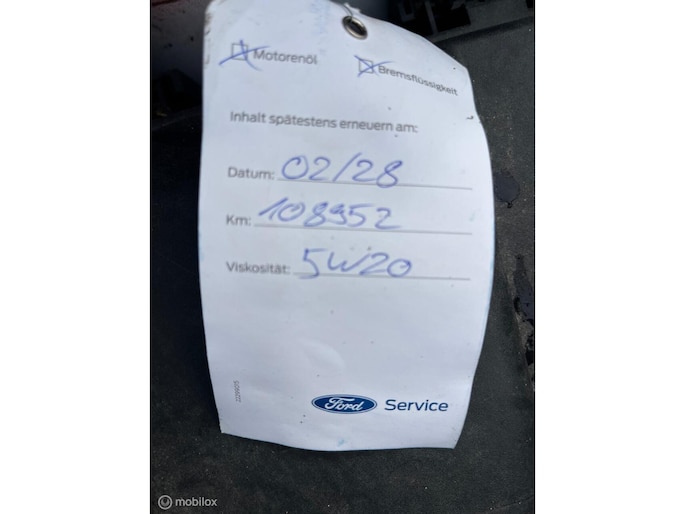 Motorenöl Bremsflüssigkeit
Inhalt spätestens erneuern am:
Datum: 02/28
Km: 108952
Viskosität: 5W20
Ford Service
mobilox